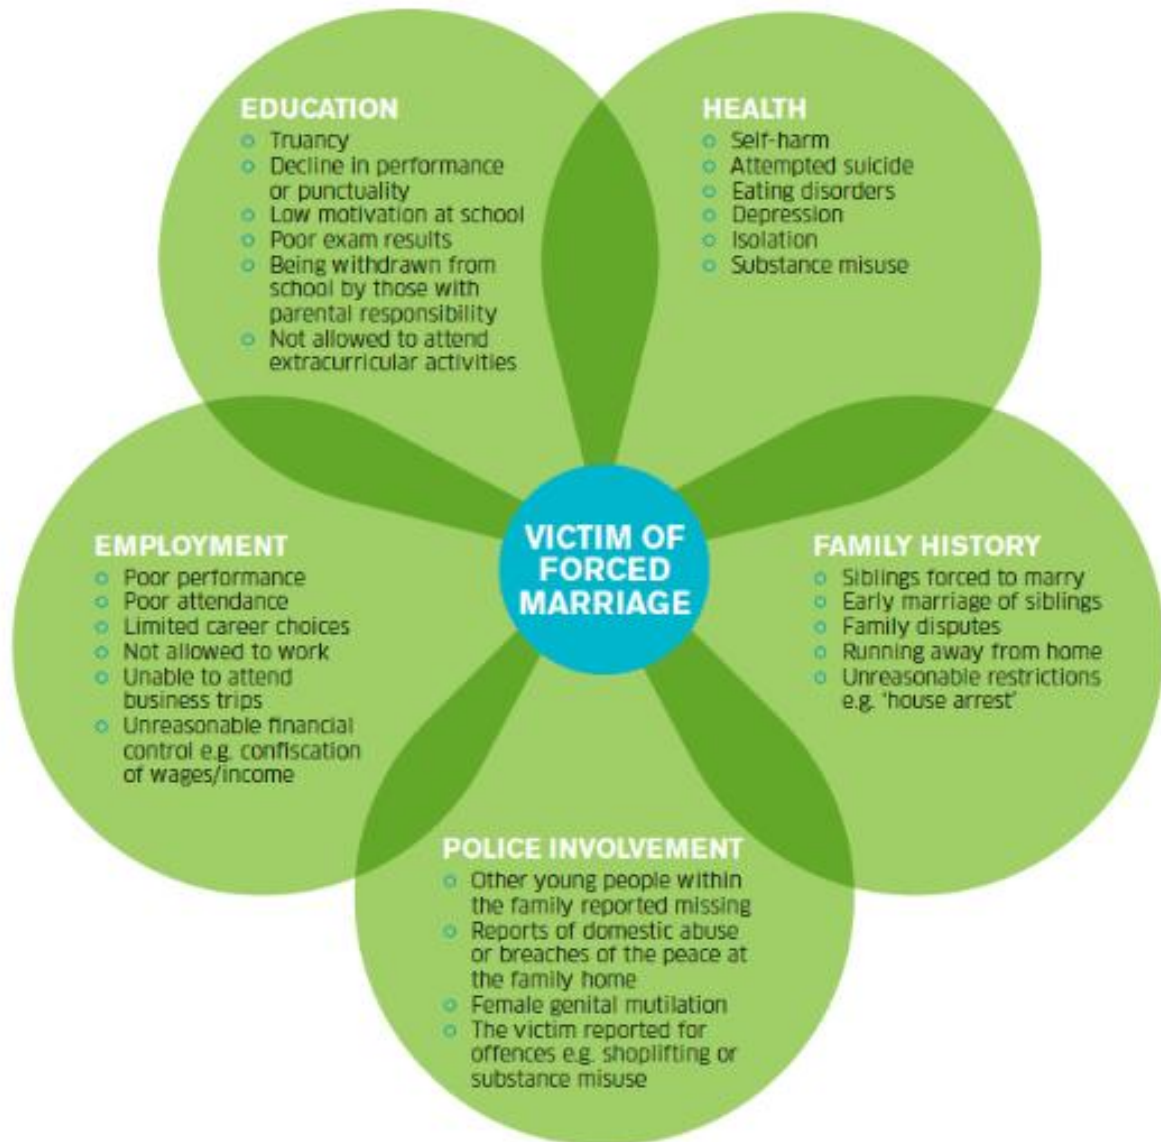 EDUCATION
Truancy
Decline in performance
or punctuality
Low motivation at school
Poor exam results
Being withdrawn from
school by those with
parental responsibility
Not allowed to attend
extracurricular activities
HEALTH
Self-harm
Attempted suicide
Eating disorders
Depression
Isolation
Substance misuse
EMPLOYMENT
Poor performance
Poor attendance
Limited career choices
Not allowed to work
Unable to attend
business trips
Unreasonable financial
control e.g. confiscation
of wages/income
VICTIM OF
FORCED
MARRIAGE
FAMILY HISTORY
Siblings forced to marry
Early marriage of siblings
Family disputes
Running away from home
Unreasonable restrictions
e.g. 'house arrest'
POLICE INVOLVEMENT
Other young people within
the family reported missing
Reports of domestic abuse
or breaches of the peace at
the family home
Female genital mutilation
The victim reported for
offences e.g. shoplifting or
substance misuse